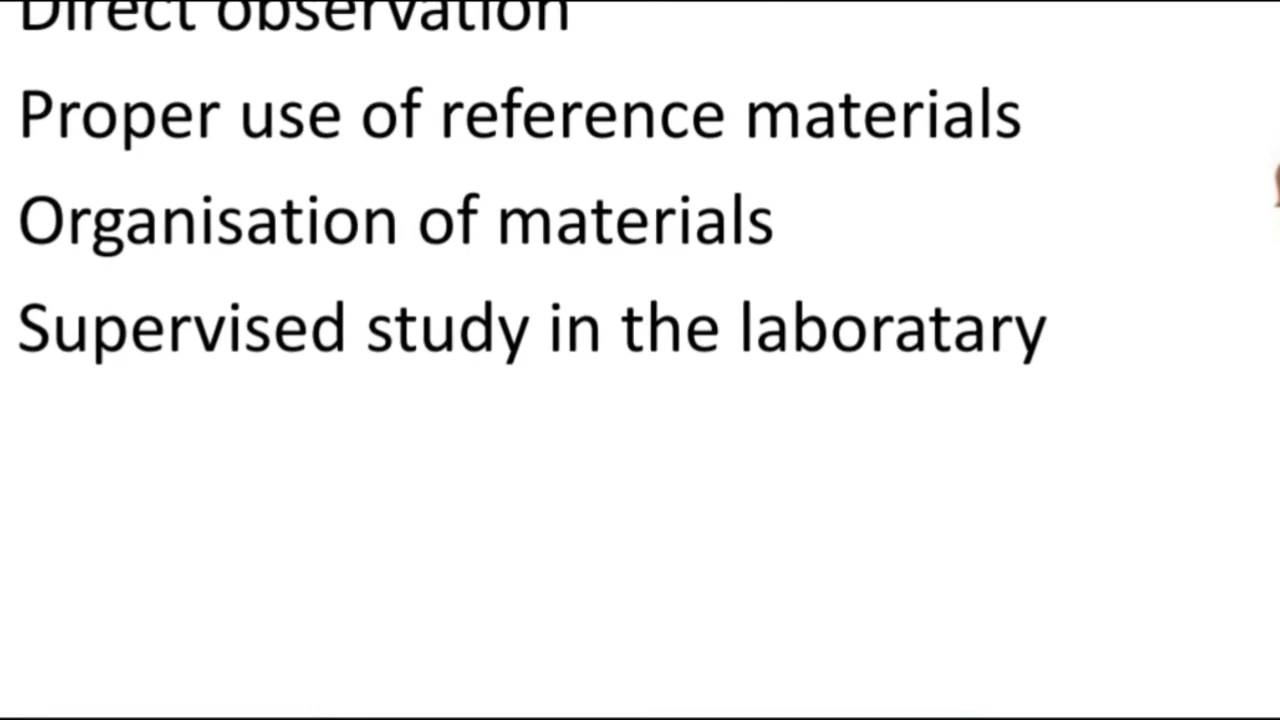 Direct observation
Proper use of reference materials
Organisation of materials
Supervised study in the laboratary